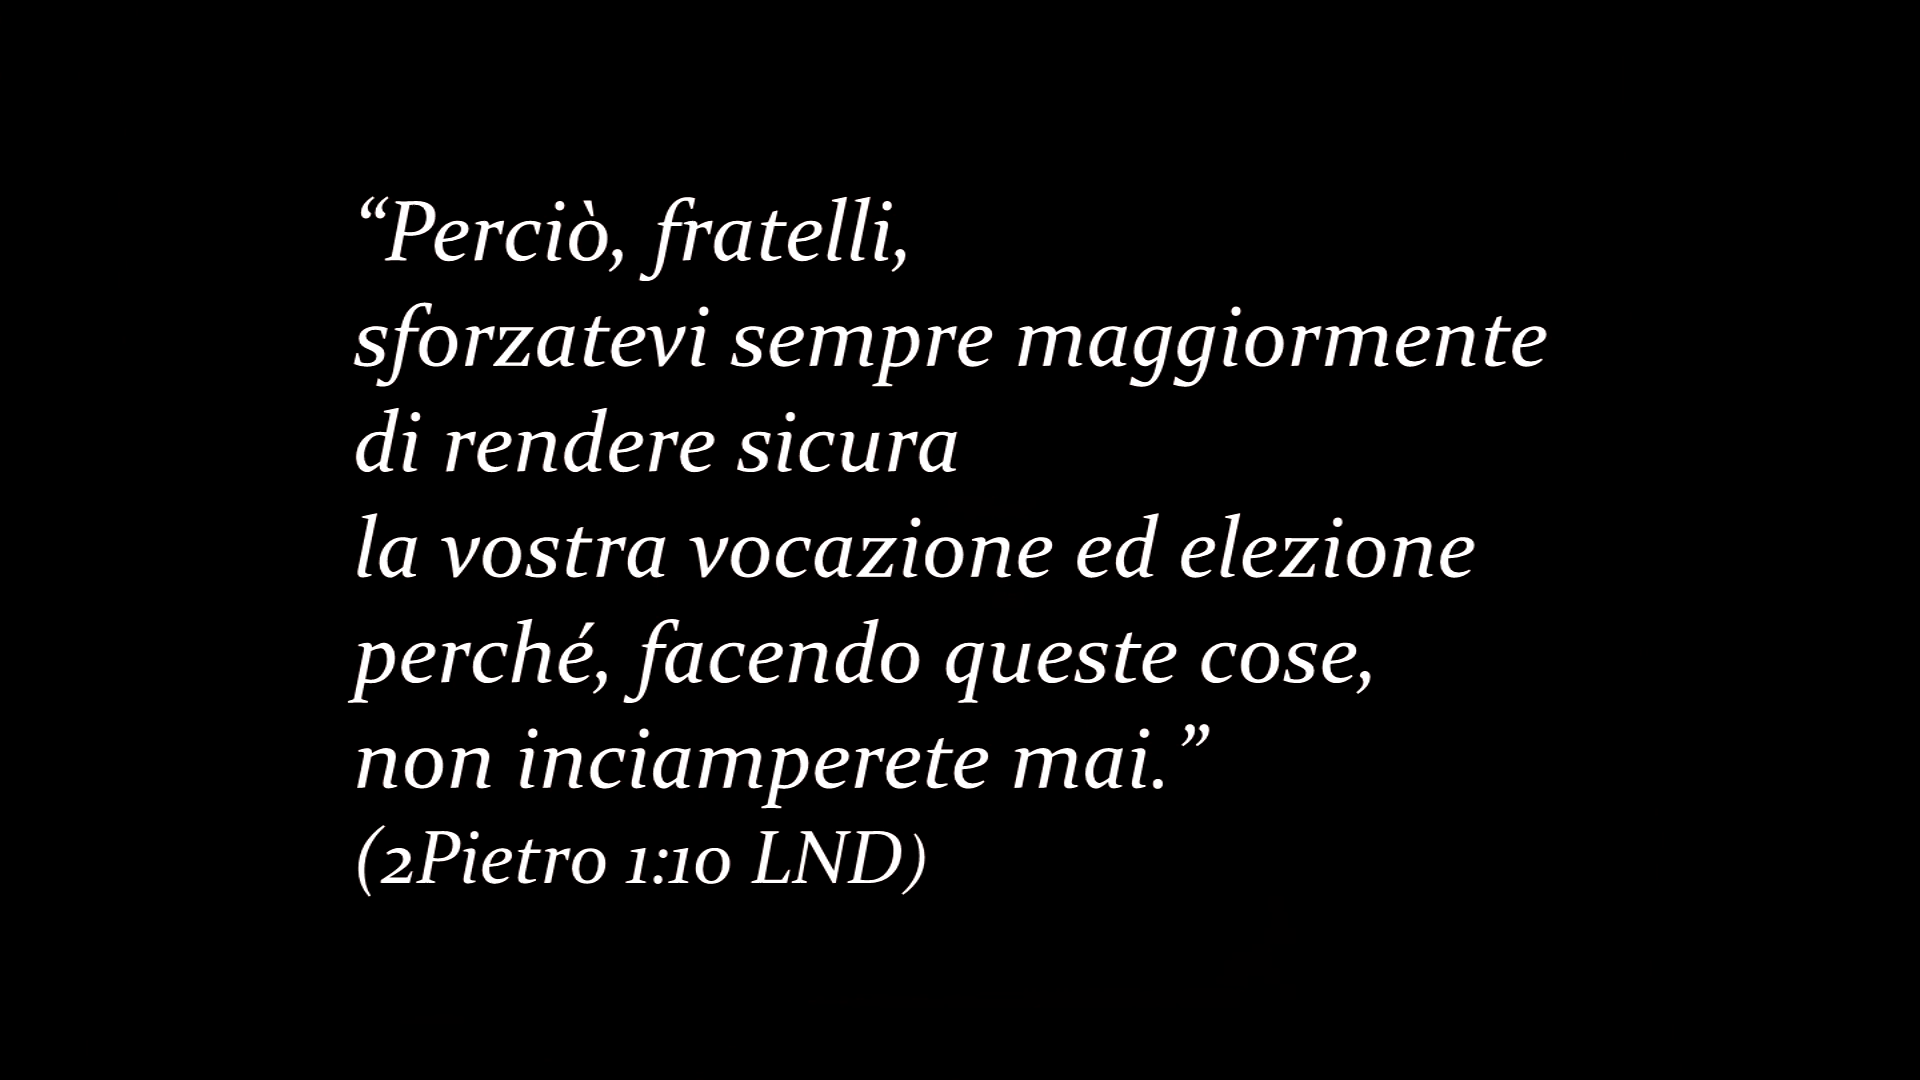 “Perciò, fratelli,
sforzatevi sempre maggiormente
di rendere sicura
la vostra vocazione ed elezione
perché, facendo queste cose,
non inciamperete mai.”
(2Pietro 1:10 LND)